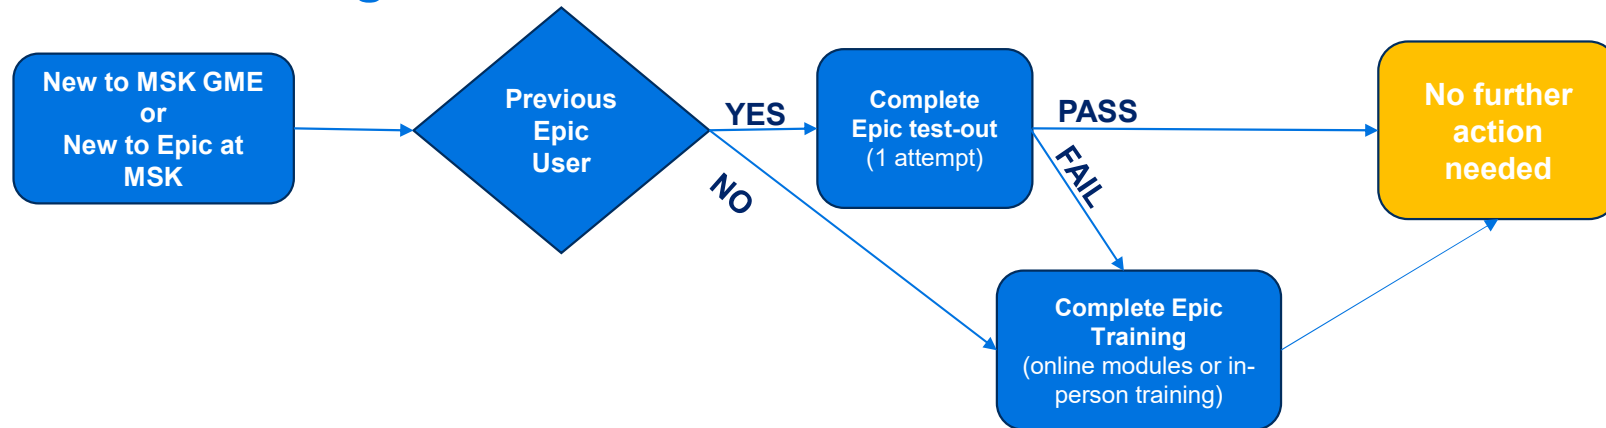 New to MSK GME
or
New to Epic at
MSK
Previous
Epic
User
YES
NO
Complete
Epic test-out
(1 attempt)
PASS
FAIL
Complete Epic
Training
(online modules or in-
person training)
No further
action
needed